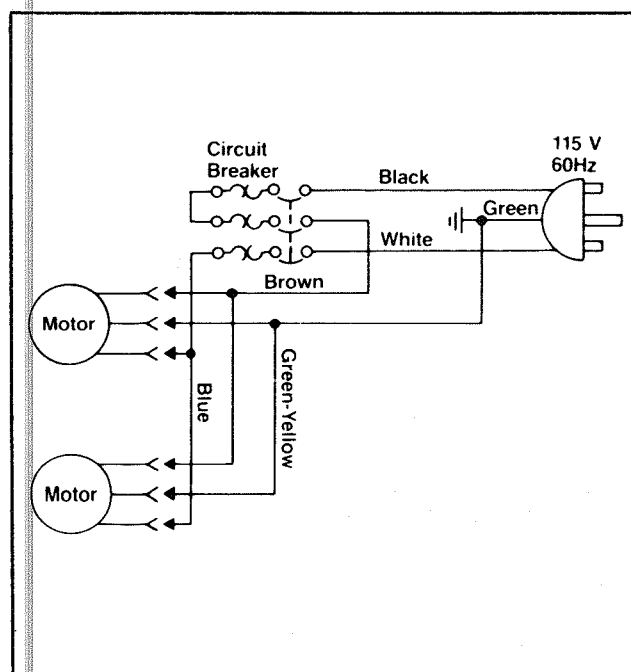 Circuit
Breaker
115 V
60Hz
Black
Green
White
Brown
Motor
Blue
Green-Yellow
Motor